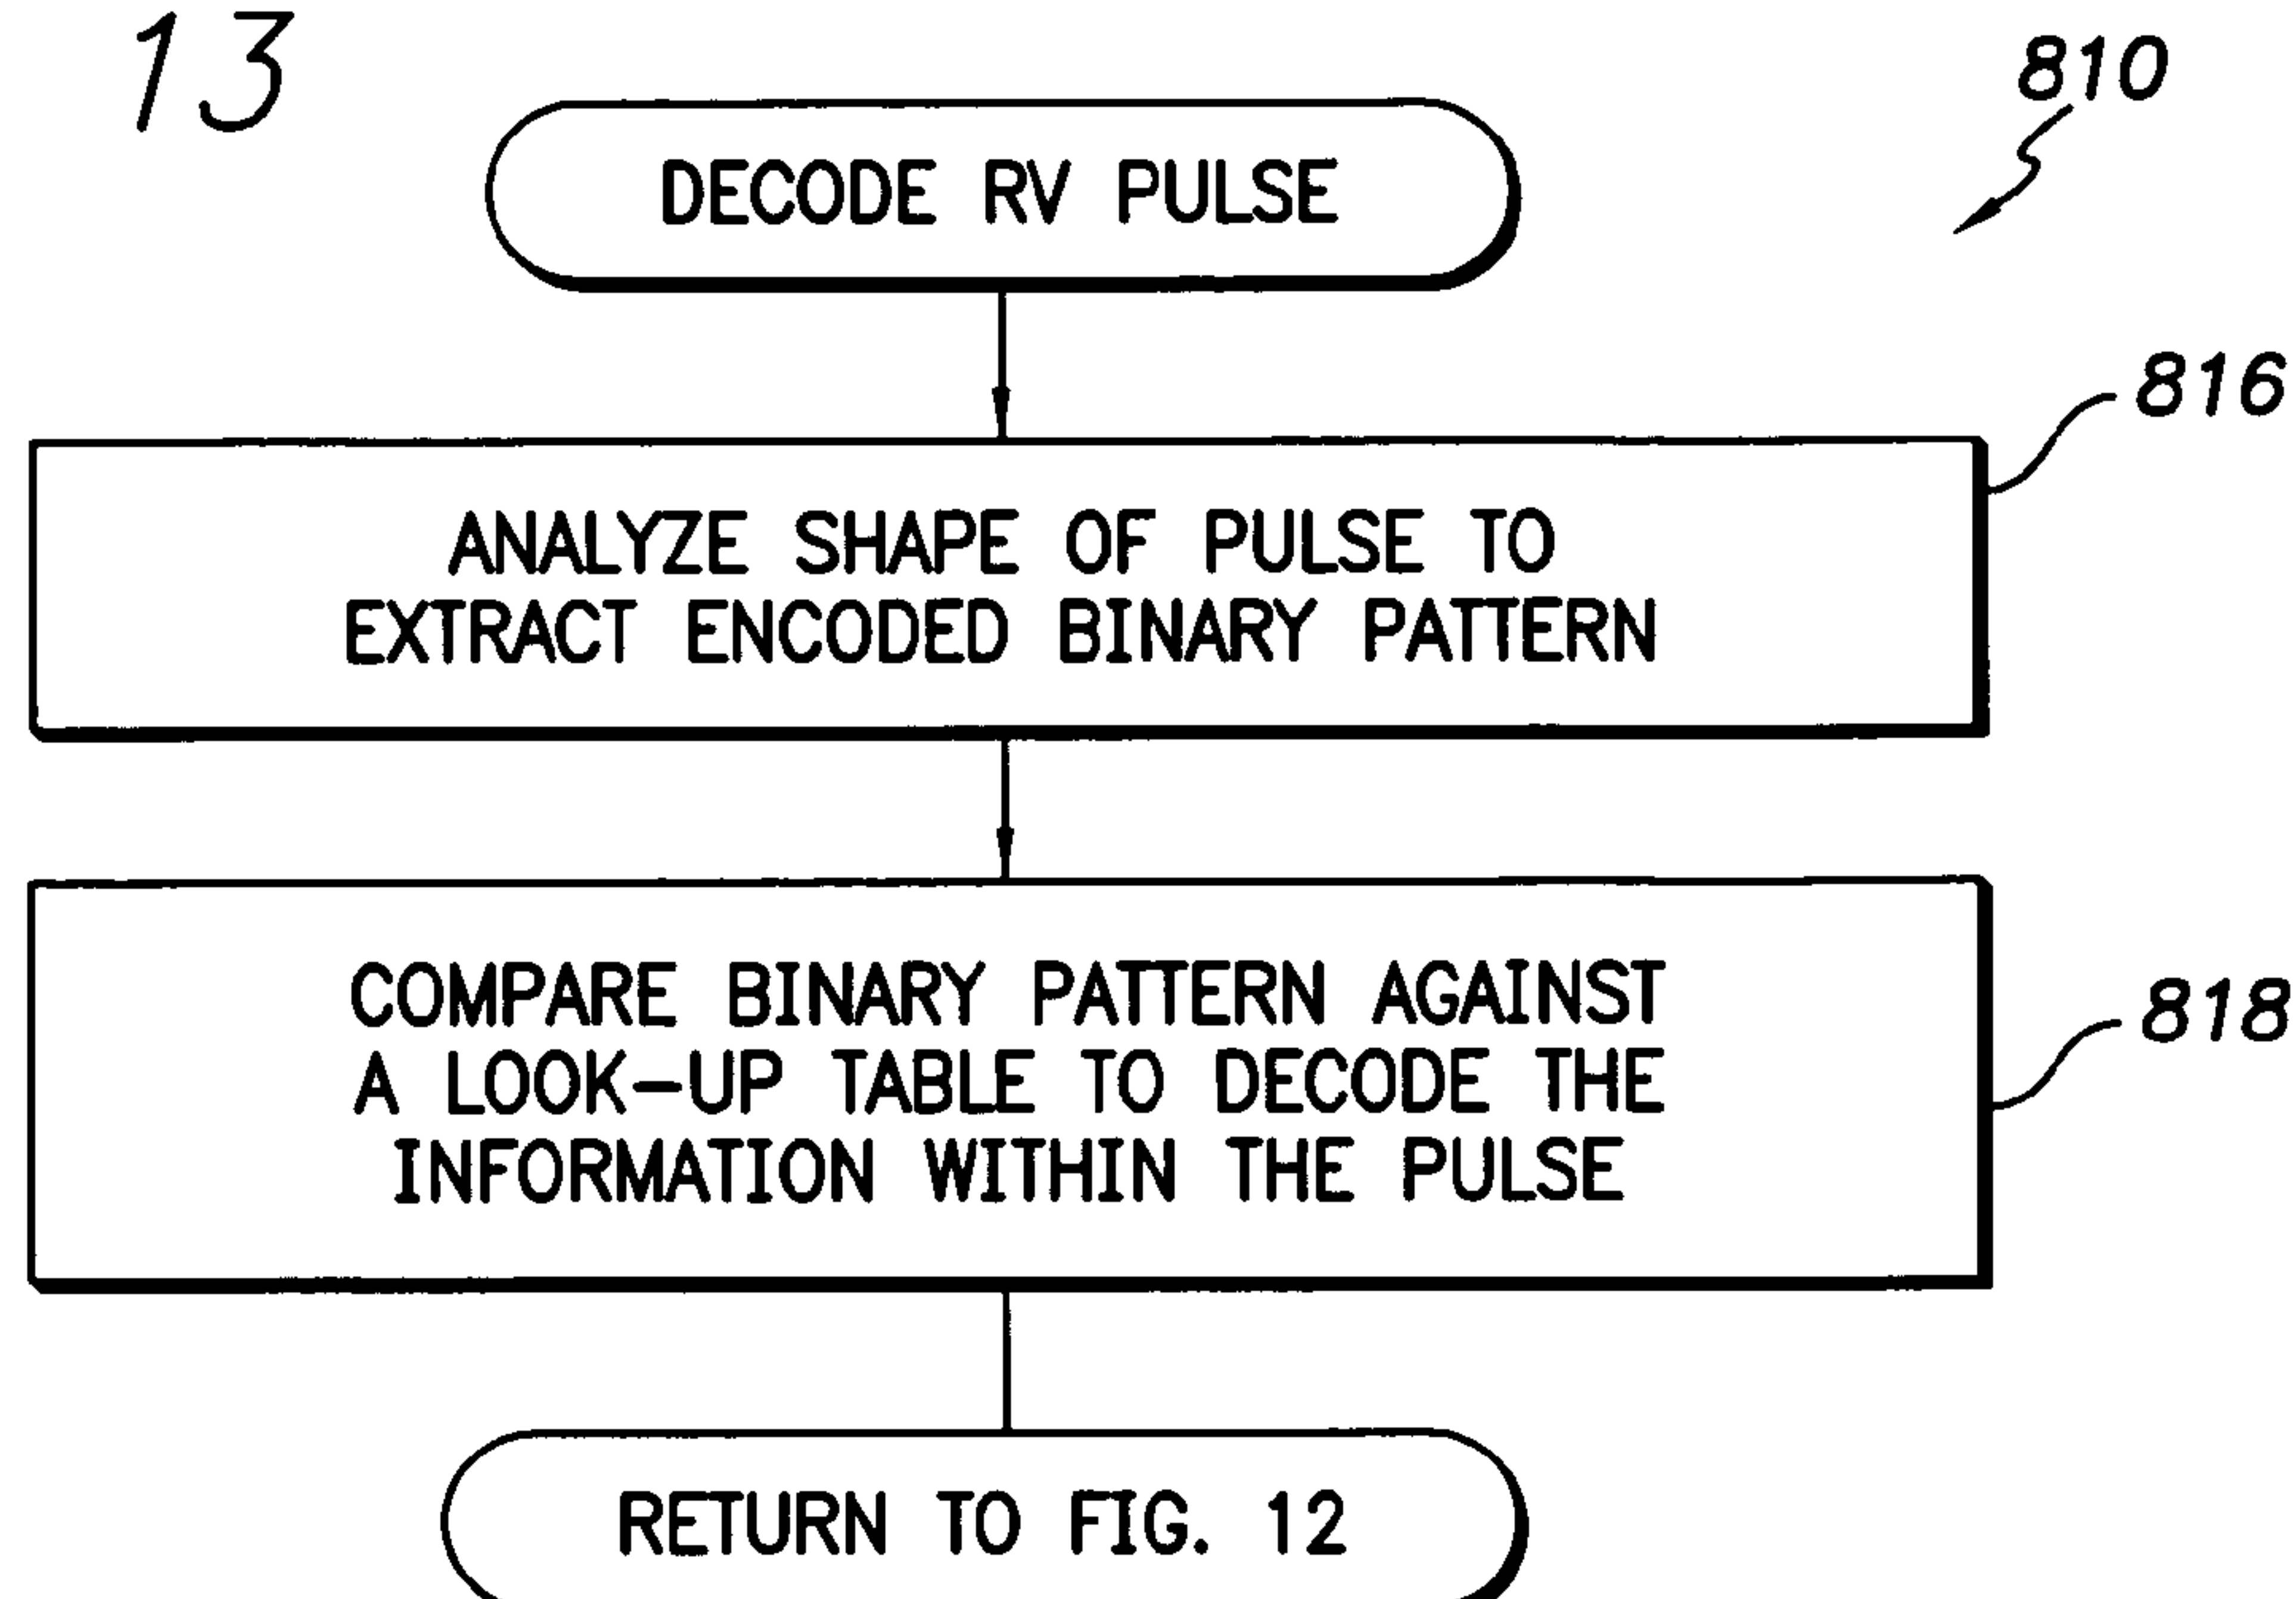 13
810
DECODE RV PULSE
816
ANALYZE SHAPE OF PULSE TO
EXTRACT ENCODED BINARY PATTERN
818
COMPARE BINARY PATTERN AGAINST
A LOOK-UP TABLE TO DECODE THE
INFORMATION WITHIN THE PULSE
RETURN TO FIG. 12